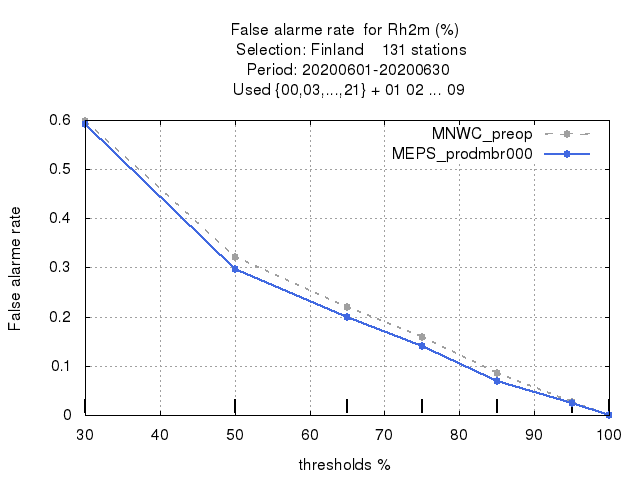 False alarme rate  for Rh2m (%)
Selection: Finland    131 stations
Period: 20200601-20200630
Used {00,03,...,21} + 01 02 ... 09
MNWC_preop
MEPS_prodmbr000
False alarme rate
0.6
0.5
0.4
0.3
0.2
0.1
0
30 40 50 60 70 80 90 100
thresholds %